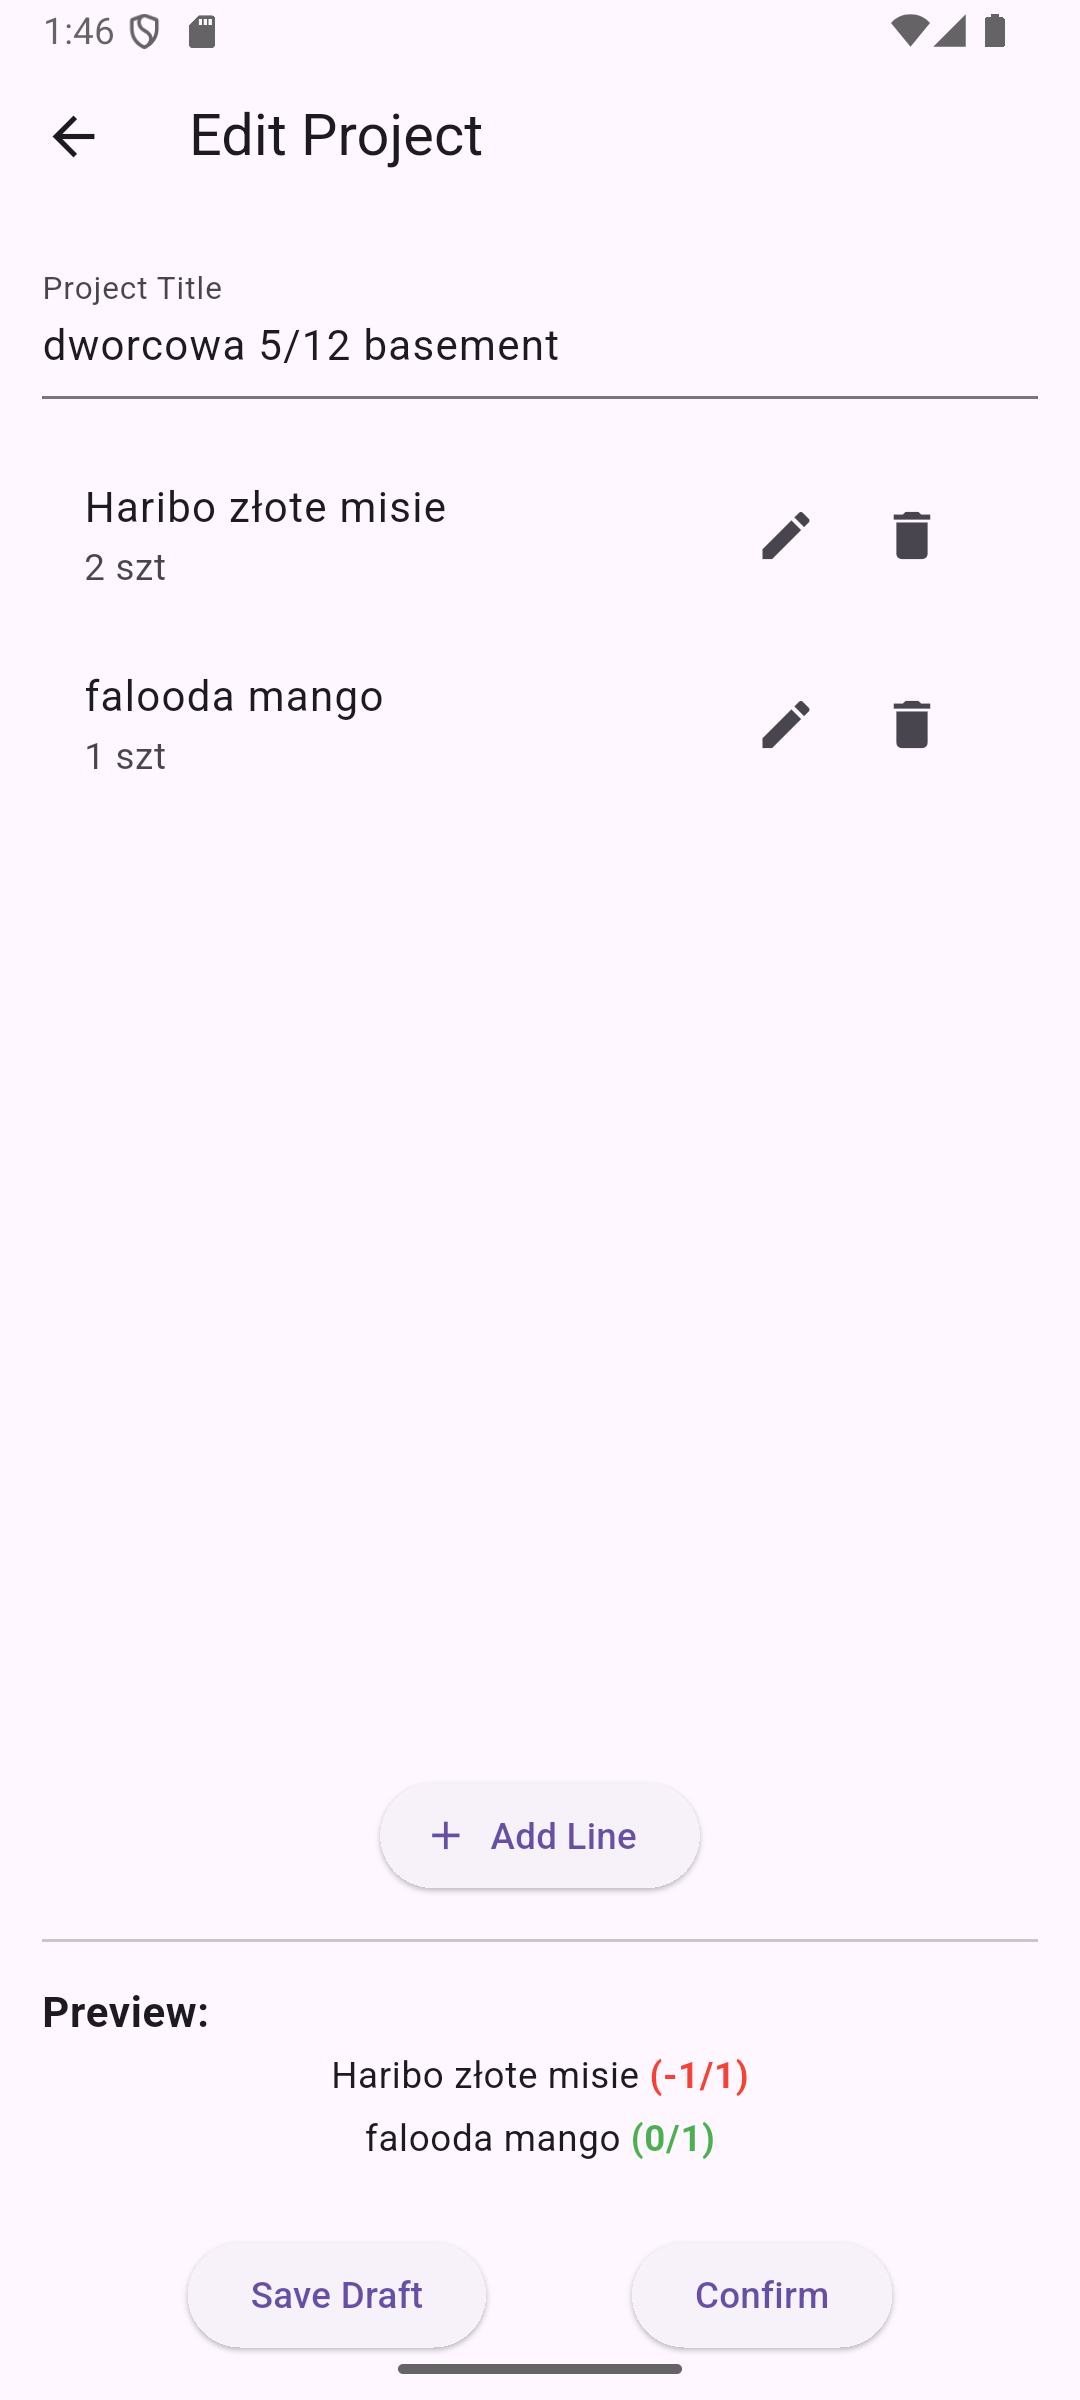 1:46
Edit Project
Project Title
dworcowa 5/12 basement
Haribo złote misie
2 szt
falooda mango
1 szt
+ Add Line
Preview:
Haribo złote misie (-1/1)
falooda mango (0/1)
Save Draft
Confirm